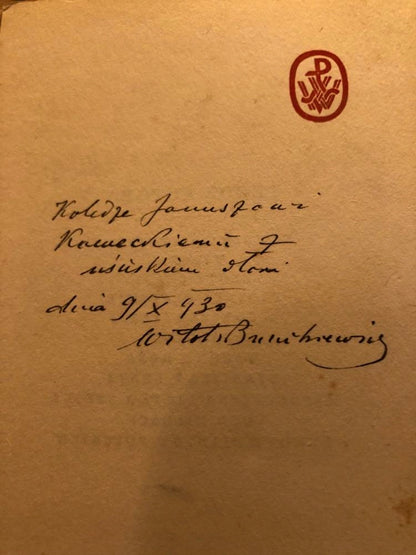 Koledze Januszowi
Kaweckiemu z
uściskiem dłoni
dnia 9/X 930
Witold Bunikiewicz